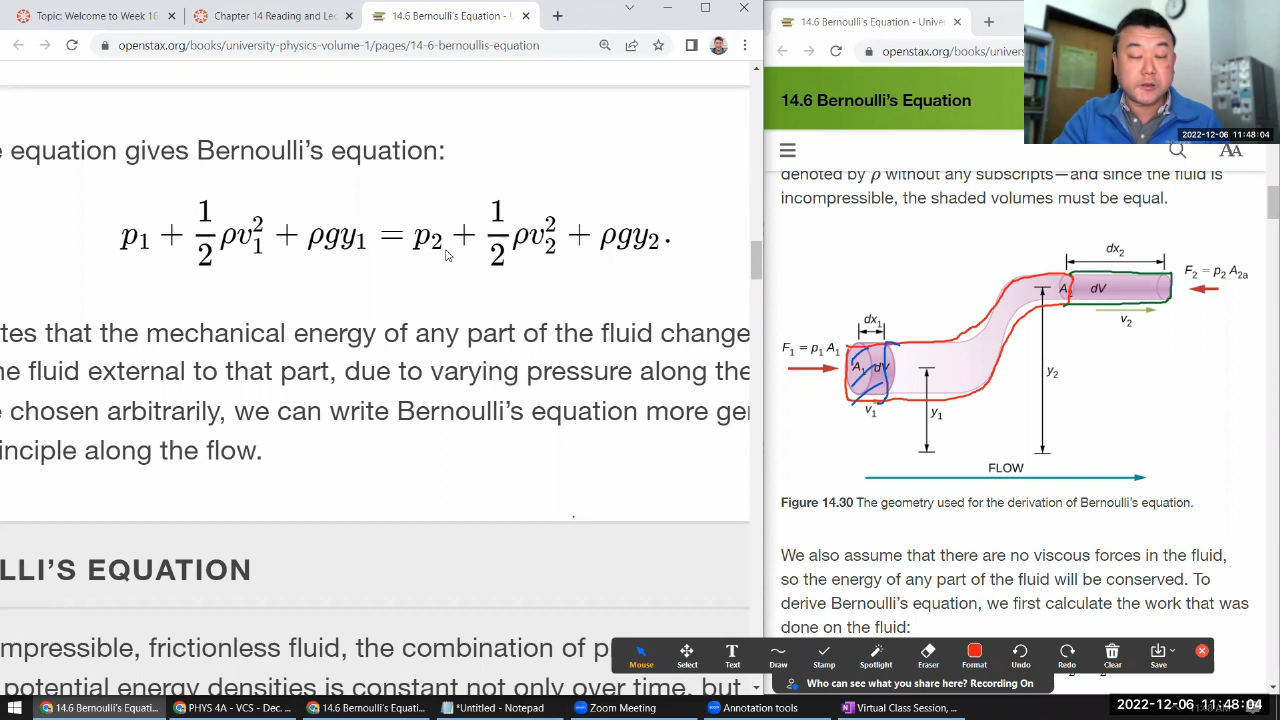 Topic: Welcome to Week 16
Chapter 14 Reading and Le
14.6 Bernoulli's Equation - Univ
openstax.org/books/university-physics-volume-1/pages/14-6-bernoullis-equation
e equation gives Bernoulli's equation:
p₁ + 1/2 ρv₁² + ρgy₁ = p₂ + 1/2 ρv₂² + ρgy₂.
tes that the mechanical energy of any part of the fluid change
ne fluid external to that part, due to varying pressure along the
e chosen arbitrarily, we can write Bernoulli's equation more ger
inciple along the flow.
LLI'S EQUATION
mpressible, frictionless fluid, the combination of p
potential energy densities is constant not only over time, but
14.6 Bernoulli's Equation - Univer
openstax.org/books/univers
14.6 Bernoulli's Equation
2022-12-06 11:48:04
AA
denoted by ρ without any subscripts—and since the fluid is
incompressible, the shaded volumes must be equal.
dx₂
F₂ = p₂ A₂ₐ
A₂
dV
v₂
dx₁
F₁ = p₁ A₁
A₁
dV
v₁
y₁
y₂
FLOW
Figure 14.30 The geometry used for the derivation of Bernoulli's equation.
We also assume that there are no viscous forces in the fluid,
so the energy of any part of the fluid will be conserved. To
derive Bernoulli's equation, we first calculate the work that was
done on the fluid:
Mouse
Select
Text
Draw
Stamp
Spotlight
Eraser
Format
Undo
Redo
Clear
Save
Who can see what you share here? Recording On
14.6 Bernoulli's Equati...
PHYS 4A - VCS - Dec ...
14.6 Bernoulli's Equati...
*Untitled - Notepad
Zoom Meeting
Annotation tools
Virtual Class Session, ...
2022-12-06 11:48:04